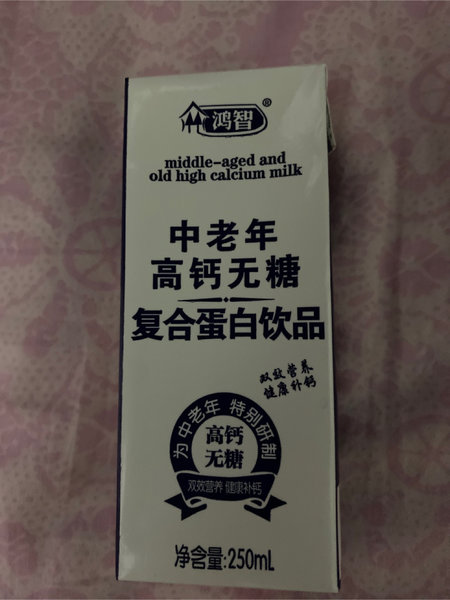 鸿智®
middle-aged and
old high calcium milk
中老年
高钙无糖
复合蛋白饮品
双效营养
健康补钙
为中老年 特别研制
高钙
无糖
双效营养 健康补钙
净含量:250mL